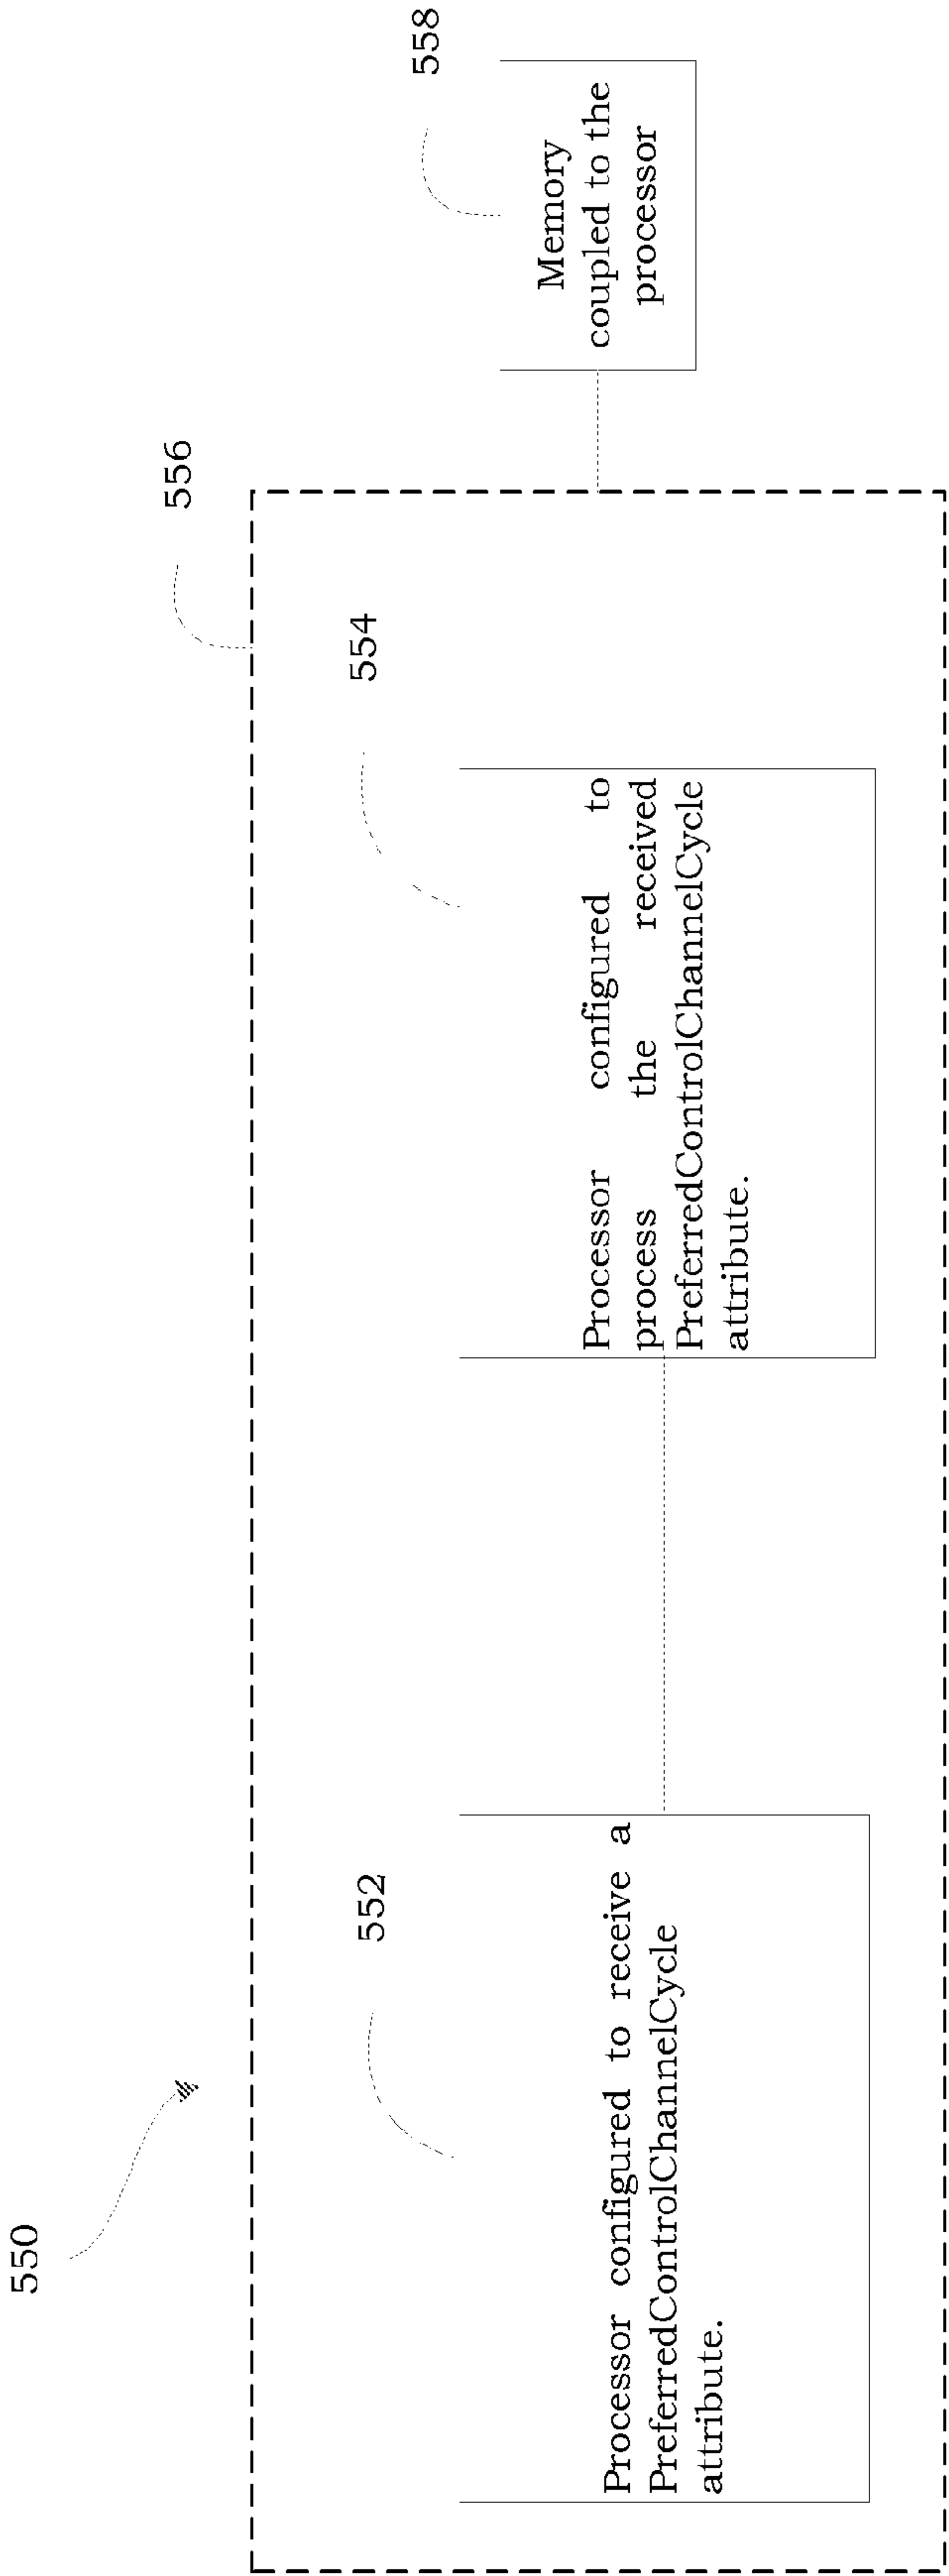 550
552
Processor configured to receive a
PreferredControlChannelCycle
attribute.
554
Processor configured to
process the received
PreferredControlChannelCycle
attribute.
556
558
Memory
coupled to the
processor